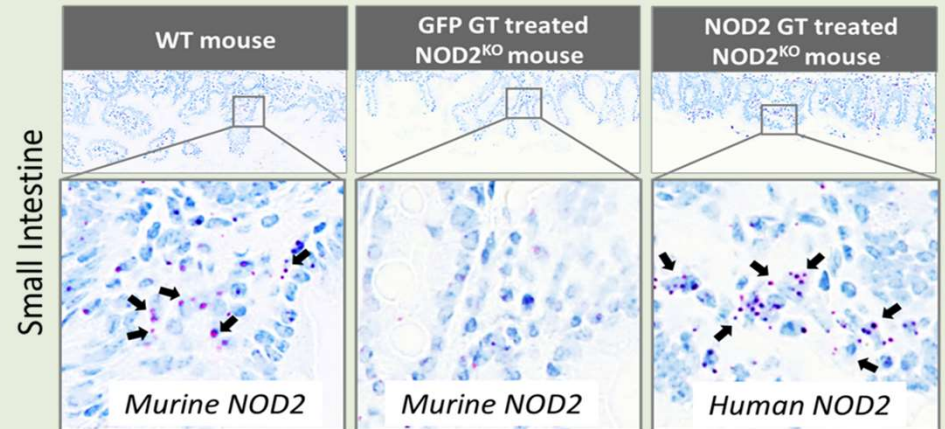 Small Intestine
WT mouse
GFP GT treated
NOD2KO mouse
NOD2 GT treated
NOD2KO mouse
Murine NOD2
Murine NOD2
Human NOD2